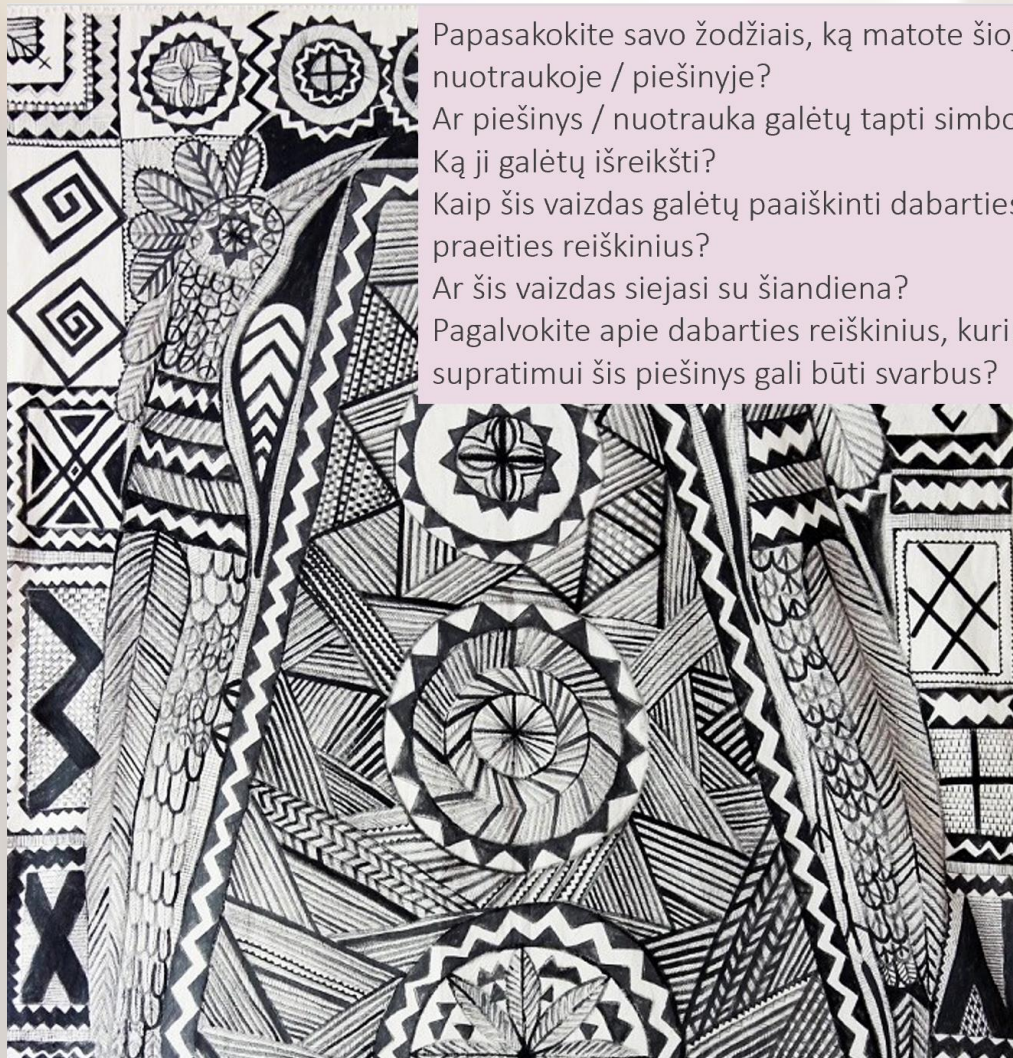 Papasakokite savo žodžiais, ką matote
nuotraukoje / piešinyje?
Ar piešinys / nuotrauka galėtų tapti
Ką ji galėtų išreikšti?
Kaip šis vaizdas galėtų paaiškinti
praeities reiškinius?
Ar šis vaizdas siejasi su šiandiena?
Pagalvokite apie dabarties reiškinius,
supratimui šis piešinys gali būti svarbus?